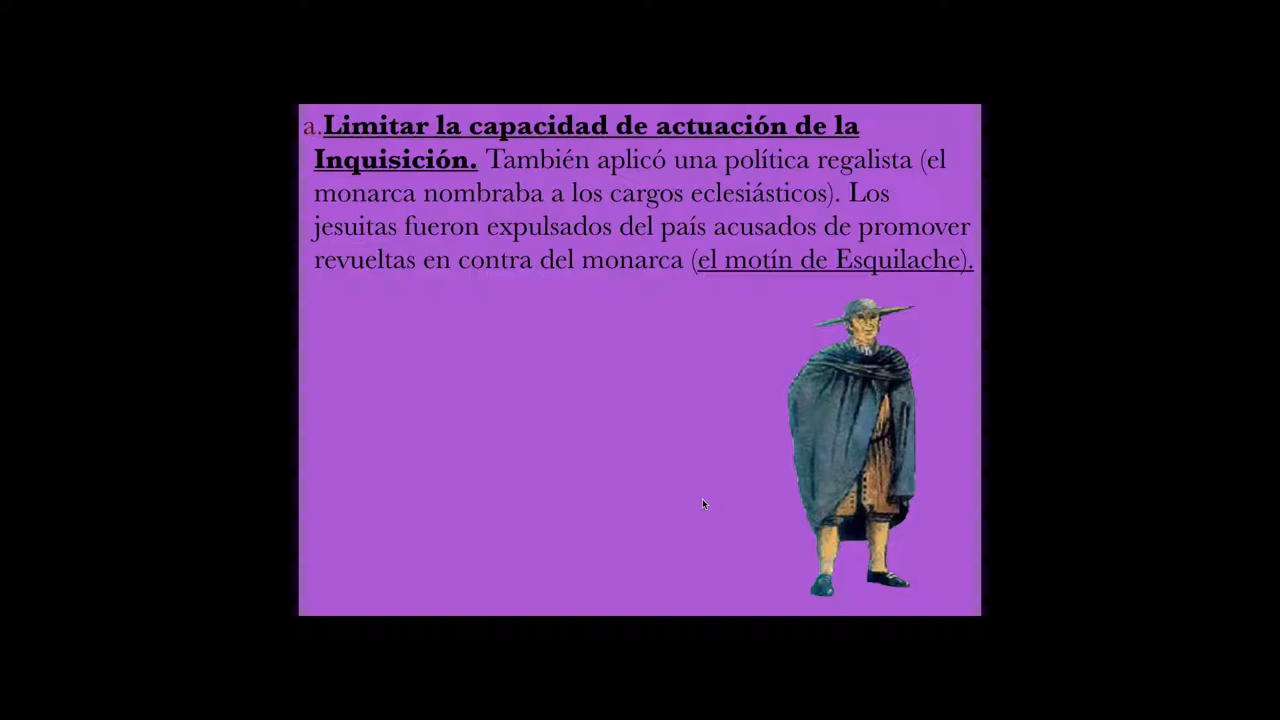 a.Limitar la capacidad de actuación de la
Inquisición. También aplicó una política regalista (el
monarca nombraba a los cargos eclesiásticos). Los
jesuitas fueron expulsados del país acusados de promover
revueltas en contra del monarca (el motín de Esquilache).